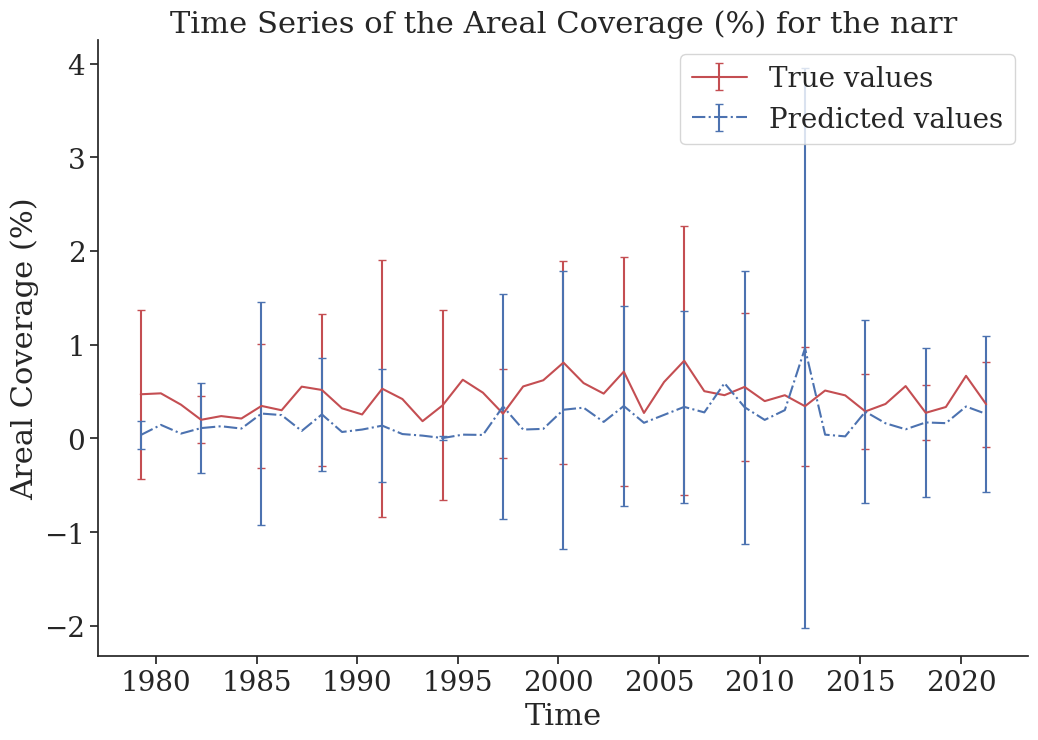 Time Series of the Areal Coverage (%) for the narr
True values
Predicted values
Areal Coverage (%)
4
3
2
1
0
−1
−2
1980 1985 1990 1995 2000 2005 2010 2015 2020
Time